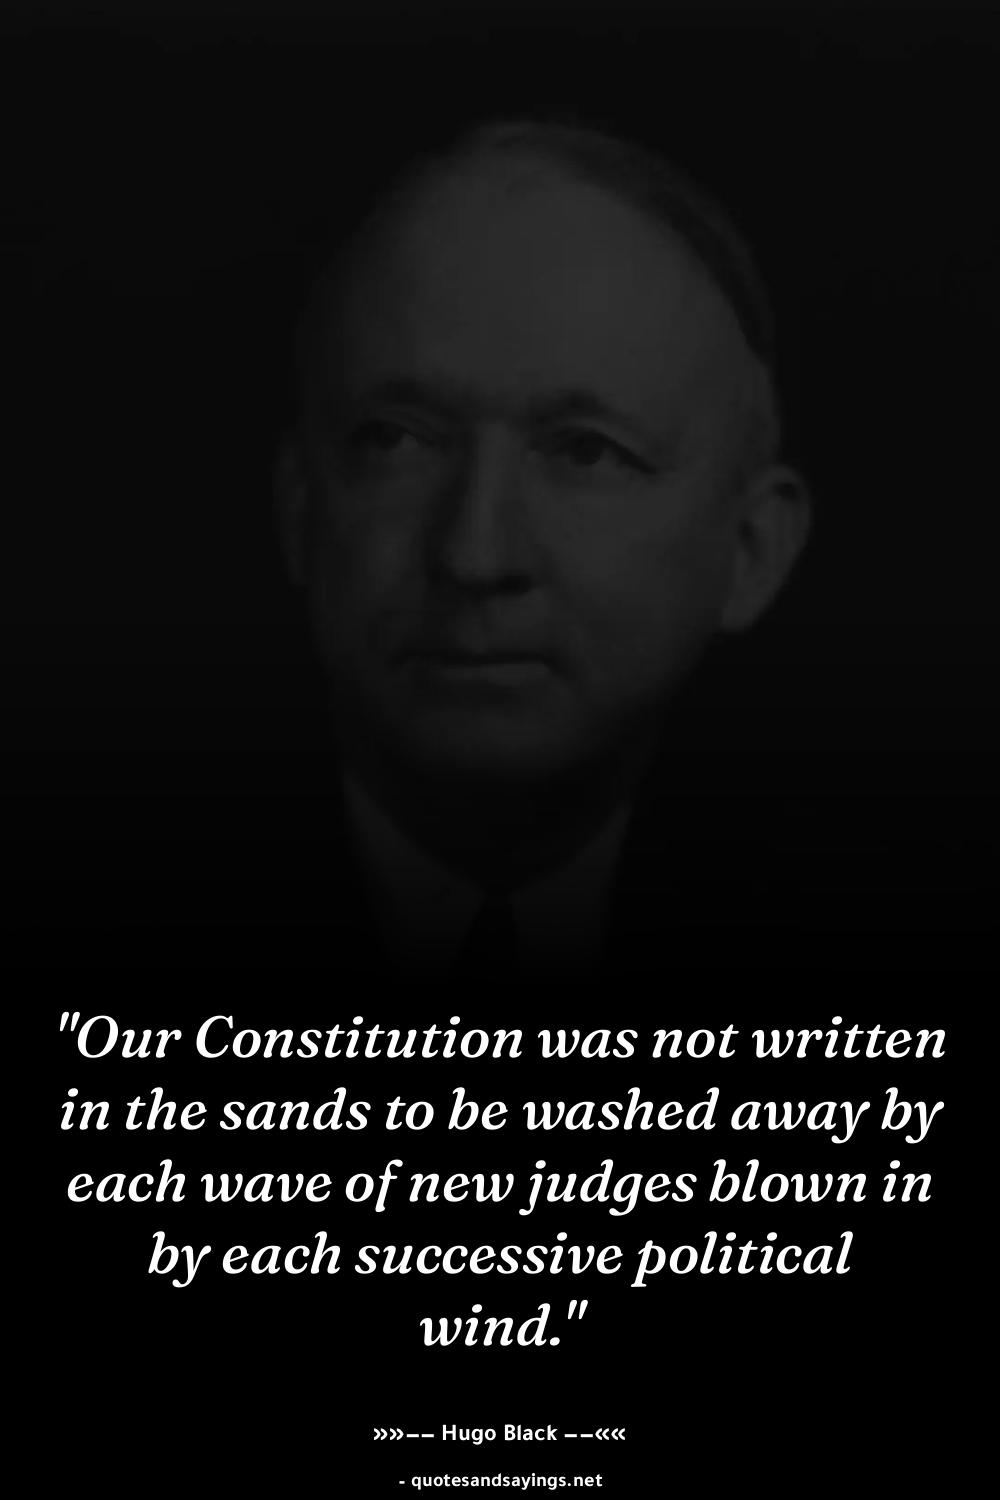 "Our Constitution was not written
in the sands to be washed away by
each wave of new judges blown in
by each successive political
wind."
»»–– Hugo Black ––««
- quotesandsayings.net